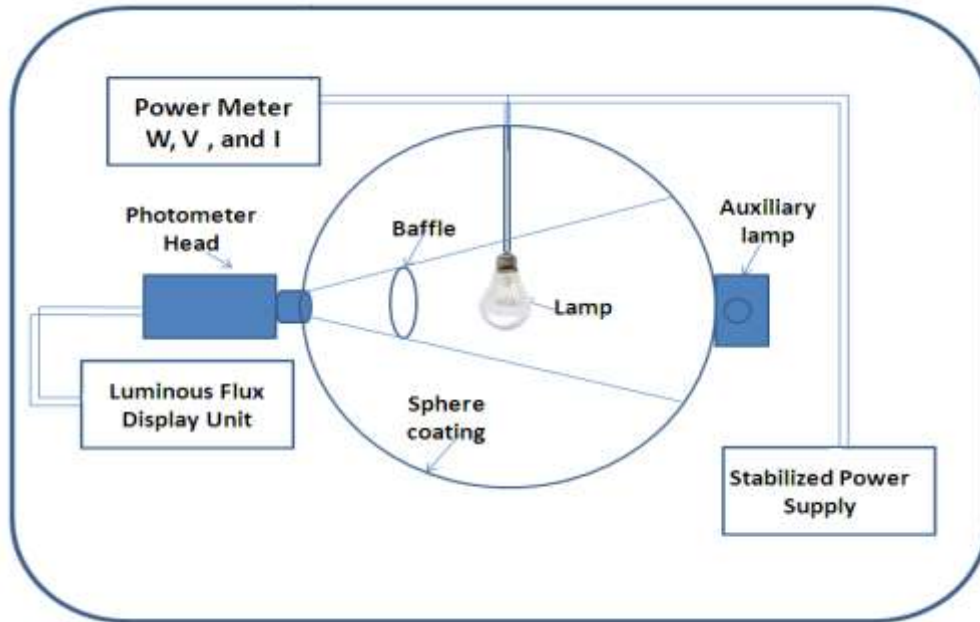 Power Meter
W, V , and I
Photometer
Head
Baffle
Auxiliary
lamp
Lamp
Luminous Flux
Display Unit
Sphere
coating
Stabilized Power
Supply